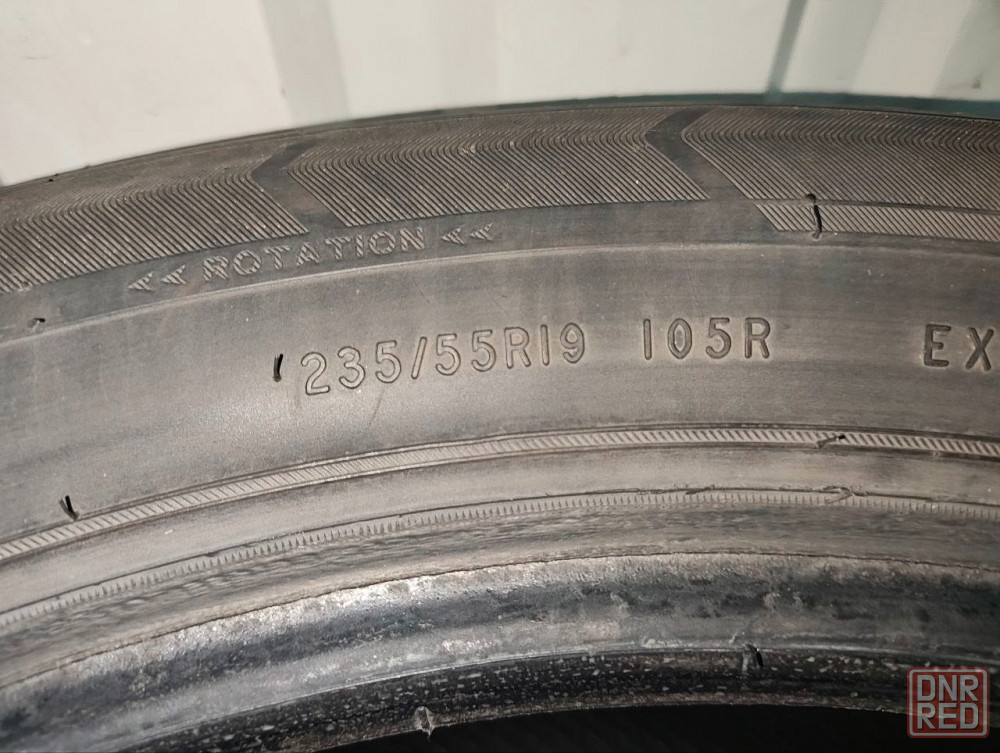 << ROTATION <<
235/55R19 105R EX
DNR
RED